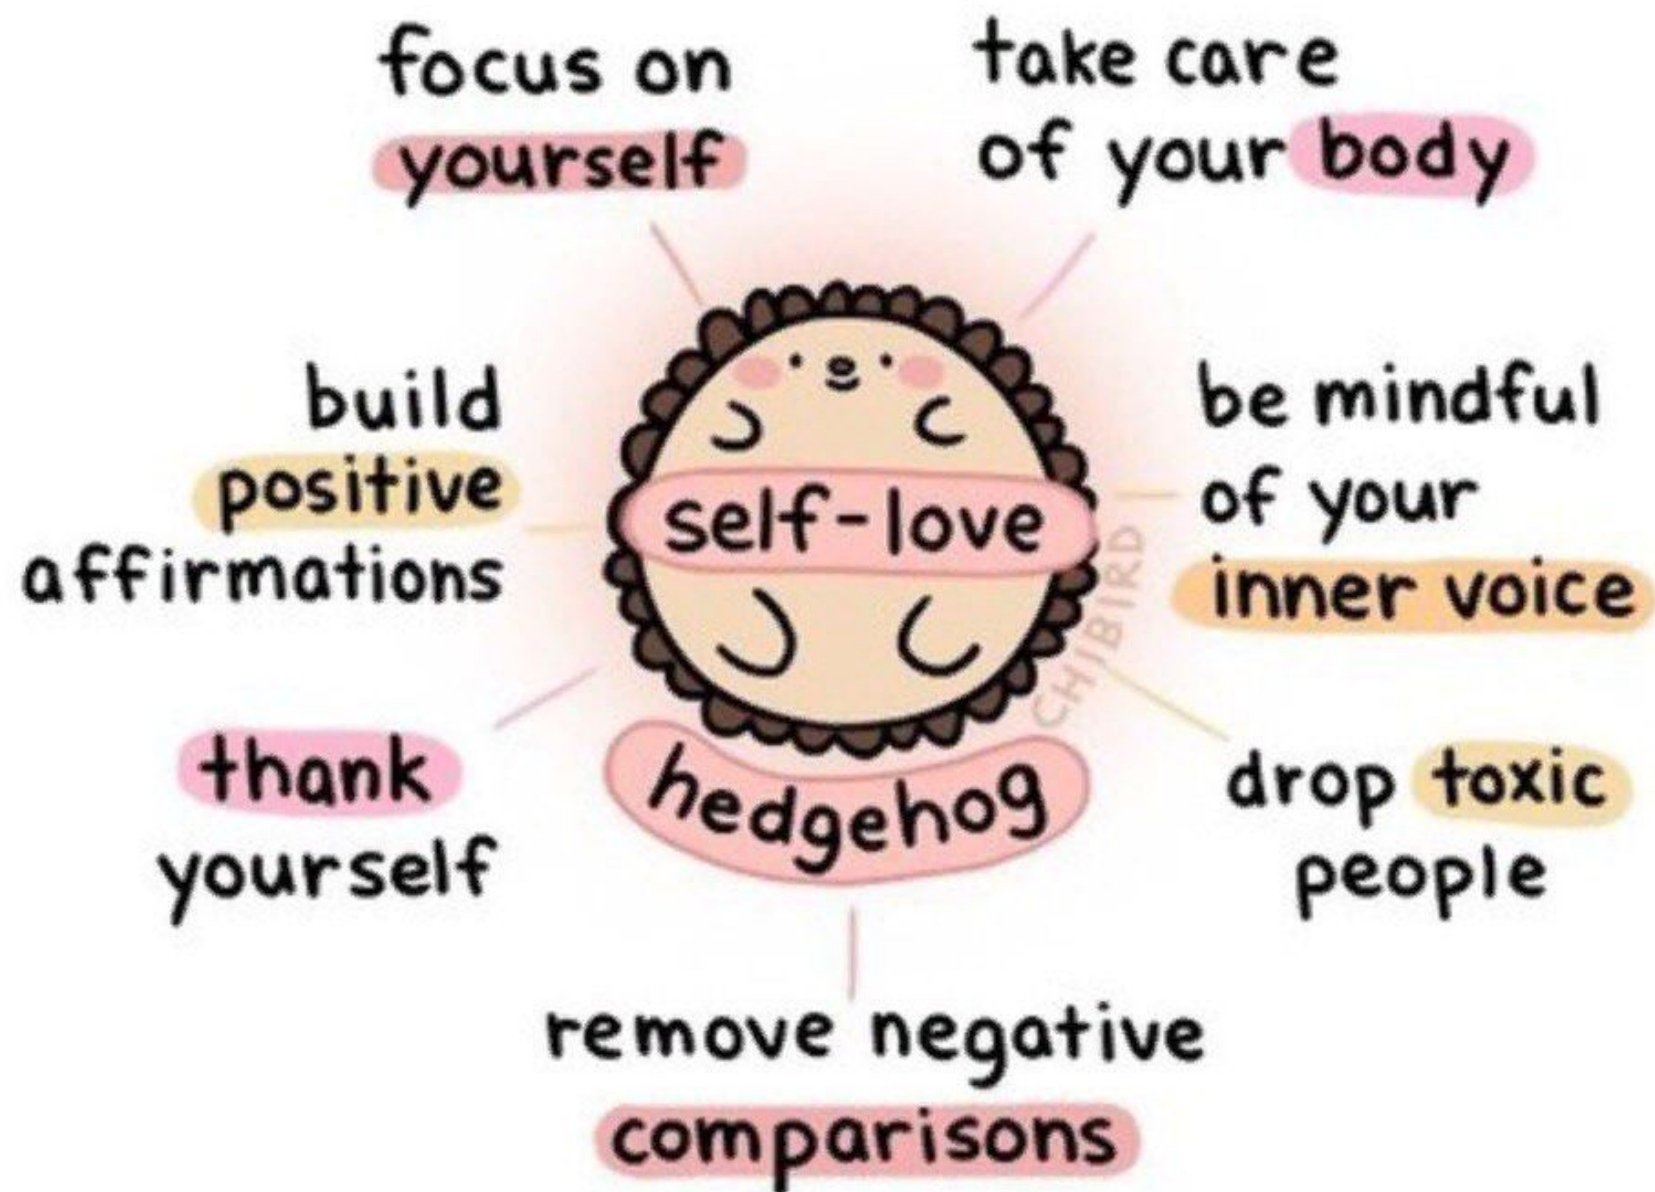 focus on
yourself
take care
of your body
build
positive
affirmations
self-love
be mindful
of your
inner voice
CHIBIRD
thank
yourself
hedgehog
drop toxic
people
remove negative
comparisons